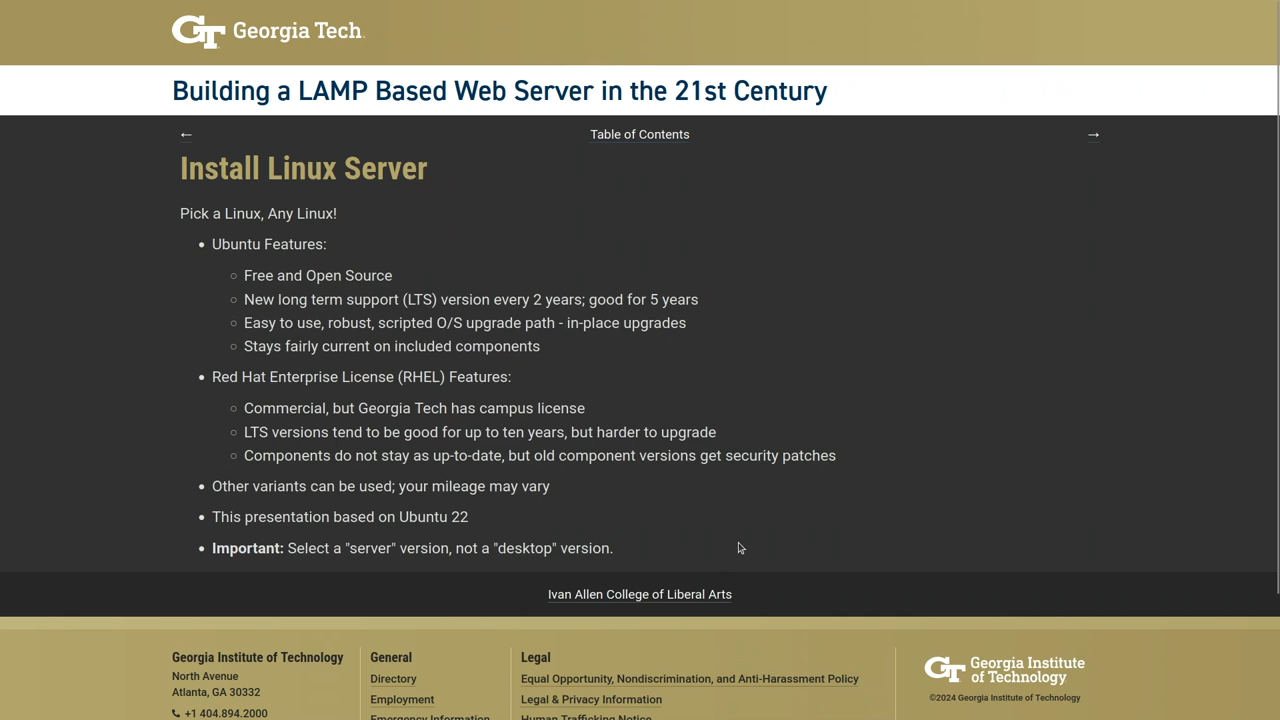 GT Georgia Tech.
Building a LAMP Based Web Server in the 21st Century
← Table of Contents →
Install Linux Server
Pick a Linux, Any Linux!
• Ubuntu Features:
○ Free and Open Source
○ New long term support (LTS) version every 2 years; good for 5 years
○ Easy to use, robust, scripted O/S upgrade path - in-place upgrades
○ Stays fairly current on included components
• Red Hat Enterprise License (RHEL) Features:
○ Commercial, but Georgia Tech has campus license
○ LTS versions tend to be good for up to ten years, but harder to upgrade
○ Components do not stay as up-to-date, but old component versions get security patches
• Other variants can be used; your mileage may vary
• This presentation based on Ubuntu 22
• Important: Select a "server" version, not a "desktop" version.
Ivan Allen College of Liberal Arts
Georgia Institute of Technology
North Avenue
Atlanta, GA 30332
+1 404.894.2000
General
Directory
Employment
Emergency Information
Legal
Equal Opportunity, Nondiscrimination, and Anti-Harassment Policy
Legal & Privacy Information
Human Trafficking Notice
GT Georgia Institute
of Technology
©2024 Georgia Institute of Technology